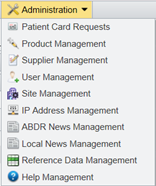 Administration
Patient Card Requests
Product Management
Supplier Management
User Management
Site Management
IP Address Management
ABDR News Management
Local News Management
Reference Data Management
Help Management